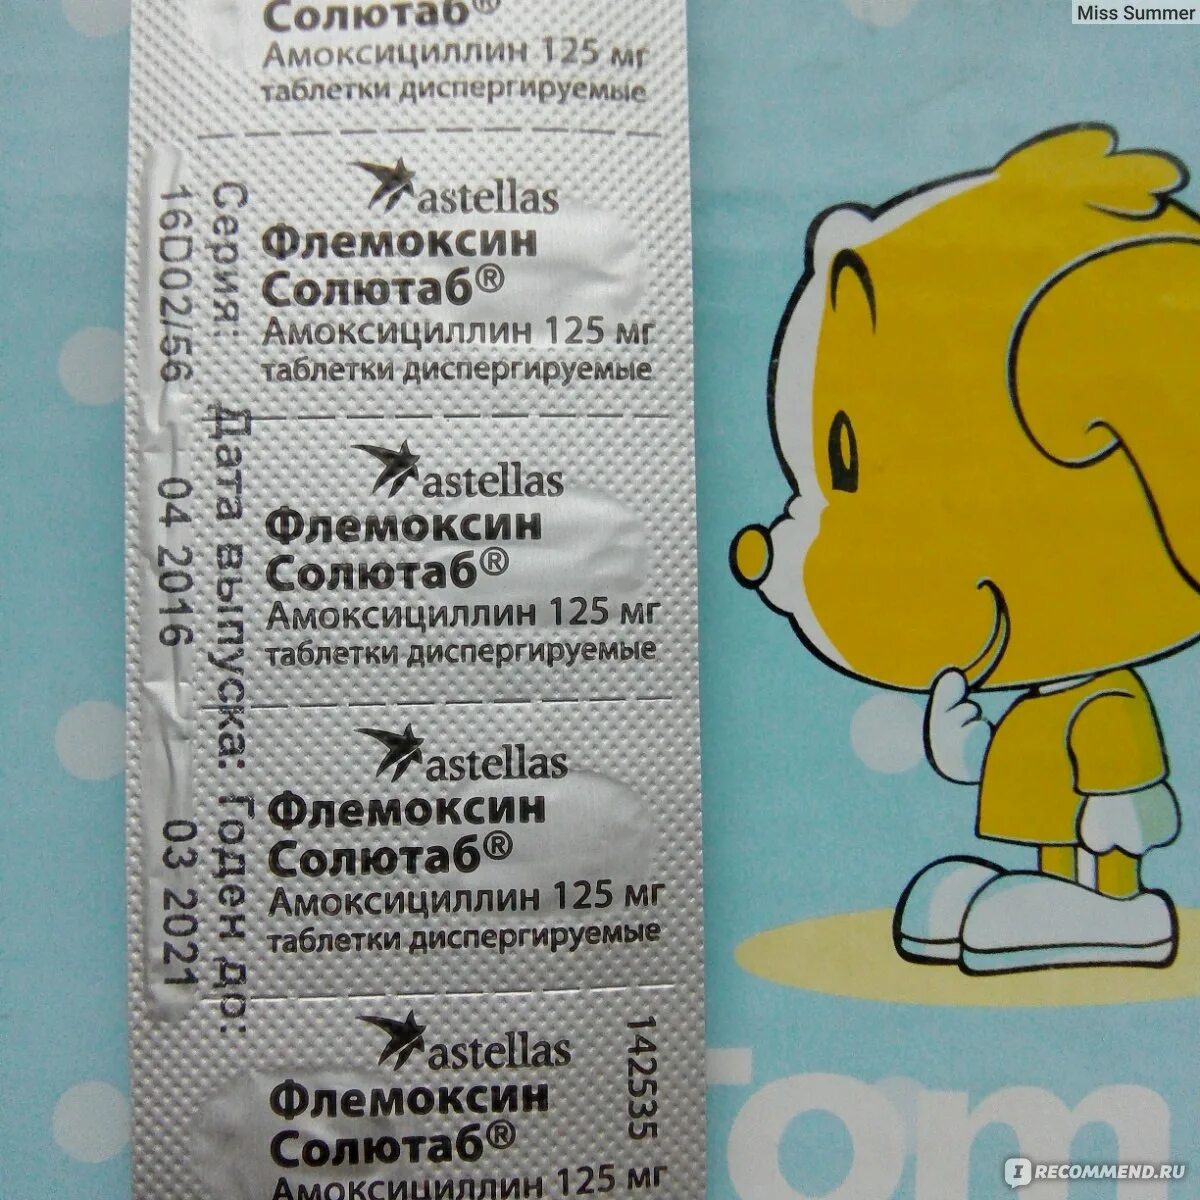 Miss Summer
Солютаб®
Амоксициллин 125 мг
таблетки диспергируемые
astellas
Флемоксин
Солютаб®
Амоксициллин 125 мг
таблетки диспергируемые
astellas
Флемоксин
Солютаб®
Амоксициллин 125 мг
таблетки диспергируемые
astellas
Флемоксин
Солютаб®
Амоксициллин 125 мг
таблетки диспергируемые
astellas
Флемоксин
Солютаб®
Амоксициллин 125 мг
142535
Серия: Дата выпуска: Годен до:
16D02/56 04 2016 03 2021
Tom
I RECOMMEND.RU